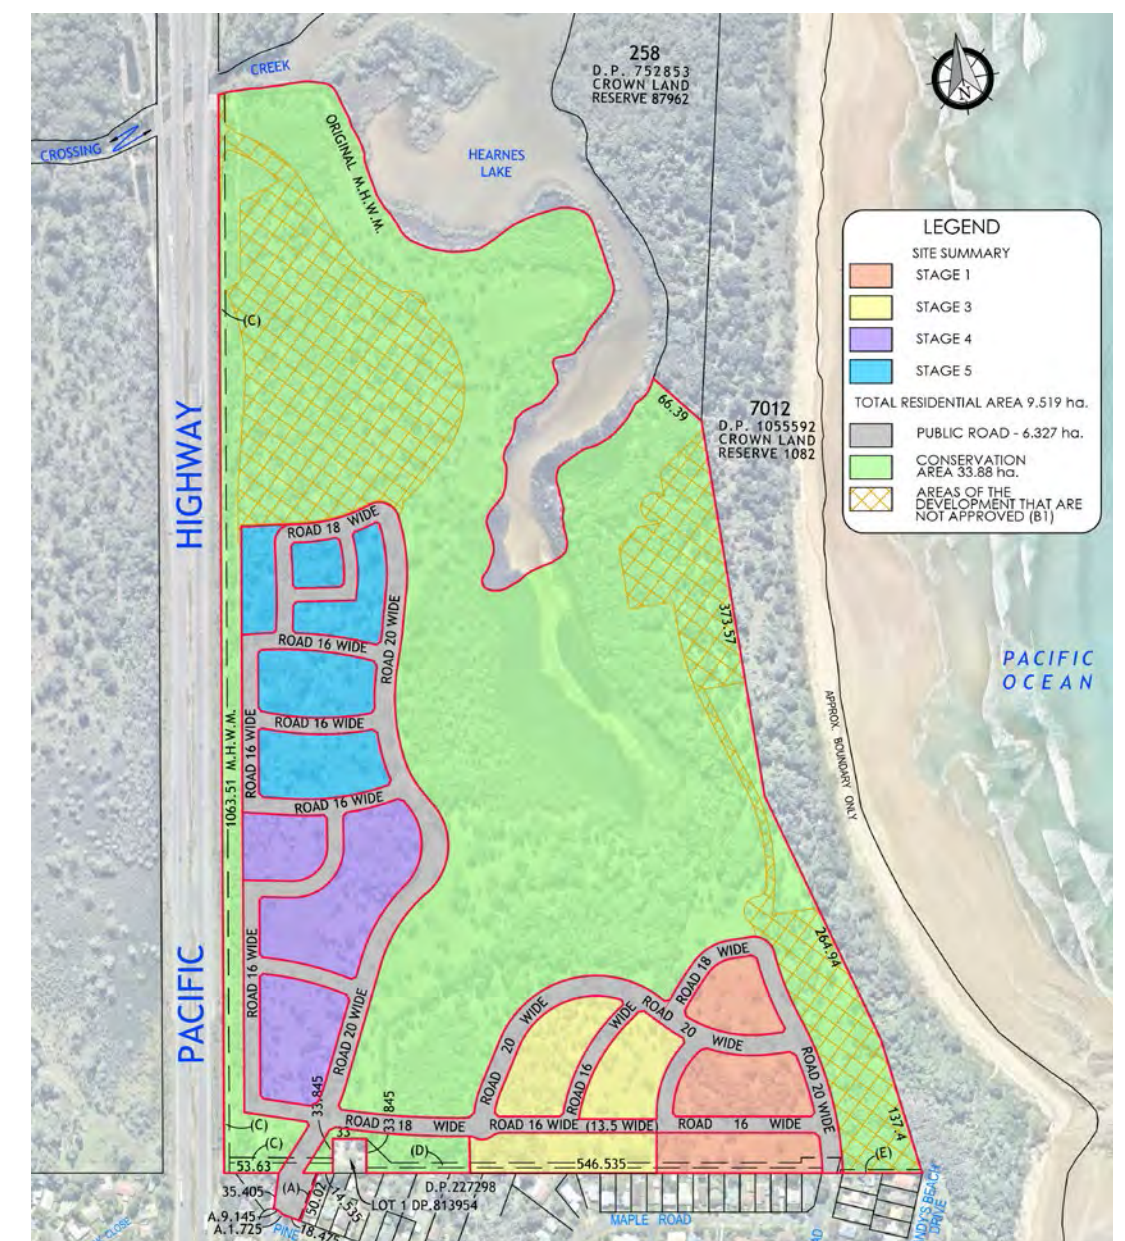 CREEK
CROSSING
ORIGINAL M.H.W.M.
HEARNES
LAKE
258
D.P. 752853
CROWN LAND
RESERVE 87962
N
LEGEND
SITE SUMMARY
STAGE 1
STAGE 3
STAGE 4
STAGE 5
TOTAL RESIDENTIAL AREA 9.519 ha.
PUBLIC ROAD - 6.327 ha.
CONSERVATION
AREA 33.88 ha.
AREAS OF THE
DEVELOPMENT THAT ARE
NOT APPROVED (B1)
(C)
66.39
7012
D.P. 1055592
CROWN LAND
RESERVE 1082
PACIFIC HIGHWAY
373.57
PACIFIC
OCEAN
APPROX. BOUNDARY ONLY
ROAD 18 WIDE
ROAD 20 WIDE
ROAD 16 WIDE
ROAD 16 WIDE
ROAD 16 WIDE
ROAD 16 WIDE
1063.51 M.H.W.M.
ROAD 16 WIDE
ROAD 20 WIDE
264.94
ROAD 18 WIDE
ROAD 20 WIDE
ROAD 16 WIDE
ROAD 20 WIDE
ROAD 20 WIDE
137.4
33.845
33.845
ROAD 18 WIDE
ROAD 16 WIDE (13.5 WIDE)
ROAD 16 WIDE
33
(C)
(C)
(D)
(E)
53.63
546.535
35.405
(A)
50.02
14.535
D.P.227298
LOT 1 DP.813954
A.9.145
A.1.725
18.475
PINE
CLOSE
MAPLE ROAD
BEACH
DRIVE